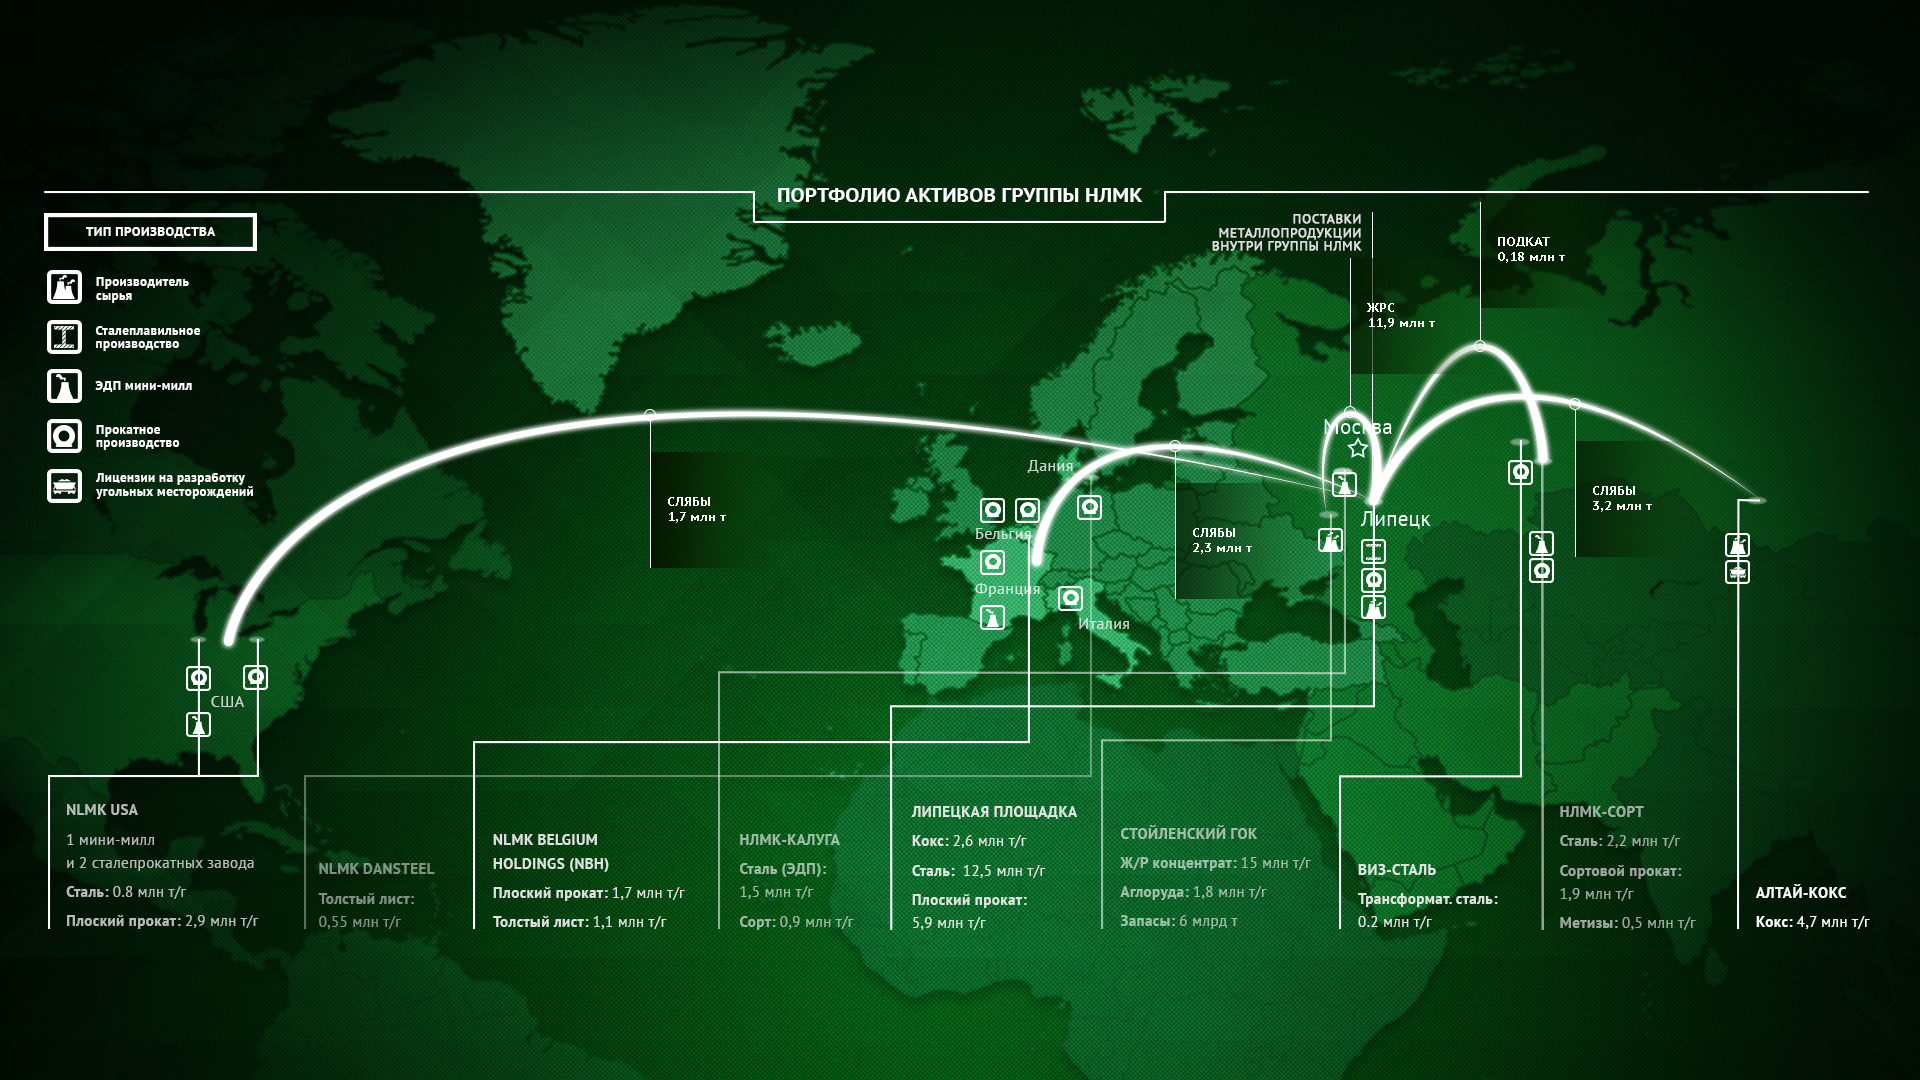 ПОРТФОЛИО АКТИВОВ ГРУППЫ НЛМК
ТИП ПРОИЗВОДСТВА
Производитель
сырья
Сталеплавильное
производство
ЭДП мини-милл
Прокатное
производство
Лицензии на разработку
угольных месторождений
ПОСТАВКИ
МЕТАЛЛОПРОДУКЦИИ
ВНУТРИ ГРУППЫ НЛМК
ПОДКАТ
0,18 млн т
ЖРС
11,9 млн т
Москва
Дания
СЛЯБЫ
1,7 млн т
СЛЯБЫ
2,3 млн т
СЛЯБЫ
3,2 млн т
Липецк
Бельгия
Франция
Италия
США
NLMK USA
1 мини-милл
и 2 сталепрокатных завода
Сталь: 0.8 млн т/г
Плоский прокат: 2,9 млн т/г
NLMK DANSTEEL
Толстый лист:
0,55 млн т/г
NLMK BELGIUM
HOLDINGS (NBH)
Плоский прокат: 1,7 млн т/г
Толстый лист: 1,1 млн т/г
НЛМК-КАЛУГА
Сталь (ЭДП):
1,5 млн т/г
Сорт: 0,9 млн т/г
ЛИПЕЦКАЯ ПЛОЩАДКА
Кокс: 2,6 млн т/г
Сталь: 12,5 млн т/г
Плоский прокат:
5,9 млн т/г
СТОЙЛЕНСКИЙ ГОК
Ж/Р концентрат: 15 млн т/г
Аглоруда: 1,8 млн т/г
Запасы: 6 млрд т
ВИЗ-СТАЛЬ
Трансформат. сталь:
0.2 млн т/г
НЛМК-СОРТ
Сталь: 2,2 млн т/г
Сортовой прокат:
1,9 млн т/г
Метизы: 0,5 млн т/г
АЛТАЙ-КОКС
Кокс: 4,7 млн т/г